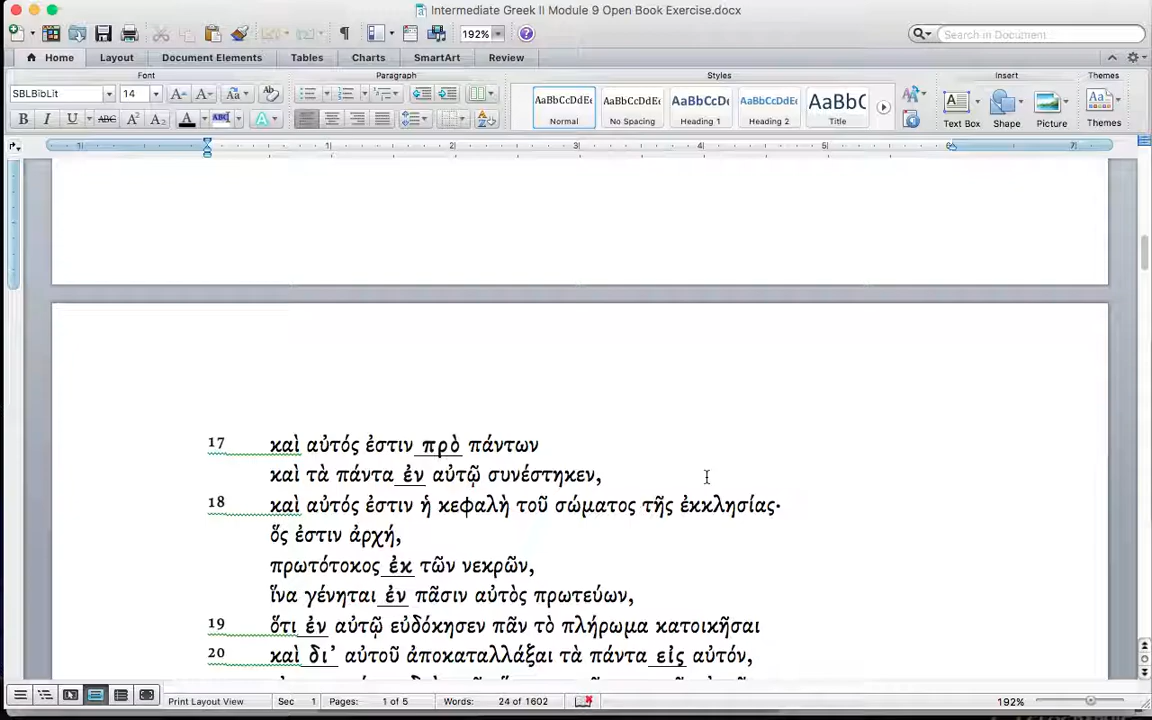 Intermediate Greek II Module 9 Open Book Exercise.docx
192%
Search in Document
Home Layout Document Elements Tables Charts SmartArt Review
Font Paragraph Styles Insert Themes
SBLBibLit 14
AaBbCcDdEe AaBbCcDdEe AaBbCcDc AaBbCcDdEe AaBbC
Normal No Spacing Heading 1 Heading 2 Title
Text Box Shape Picture Themes
17 καὶ αὐτός ἐστιν πρὸ πάντων
καὶ τὰ πάντα ἐν αὐτῷ συνέστηκεν,
18 καὶ αὐτός ἐστιν ἡ κεφαλὴ τοῦ σώματος τῆς ἐκκλησίας·
ὅς ἐστιν ἀρχή,
πρωτότοκος ἐκ τῶν νεκρῶν,
ἵνα γένηται ἐν πᾶσιν αὐτὸς πρωτεύων,
19 ὅτι ἐν αὐτῷ εὐδόκησεν πᾶν τὸ πλήρωμα κατοικῆσαι
20 καὶ δι’ αὐτοῦ ἀποκαταλλάξαι τὰ πάντα εἰς αὐτόν,
Print Layout View Sec 1 Pages: 1 of 5 Words: 24 of 1602 192%